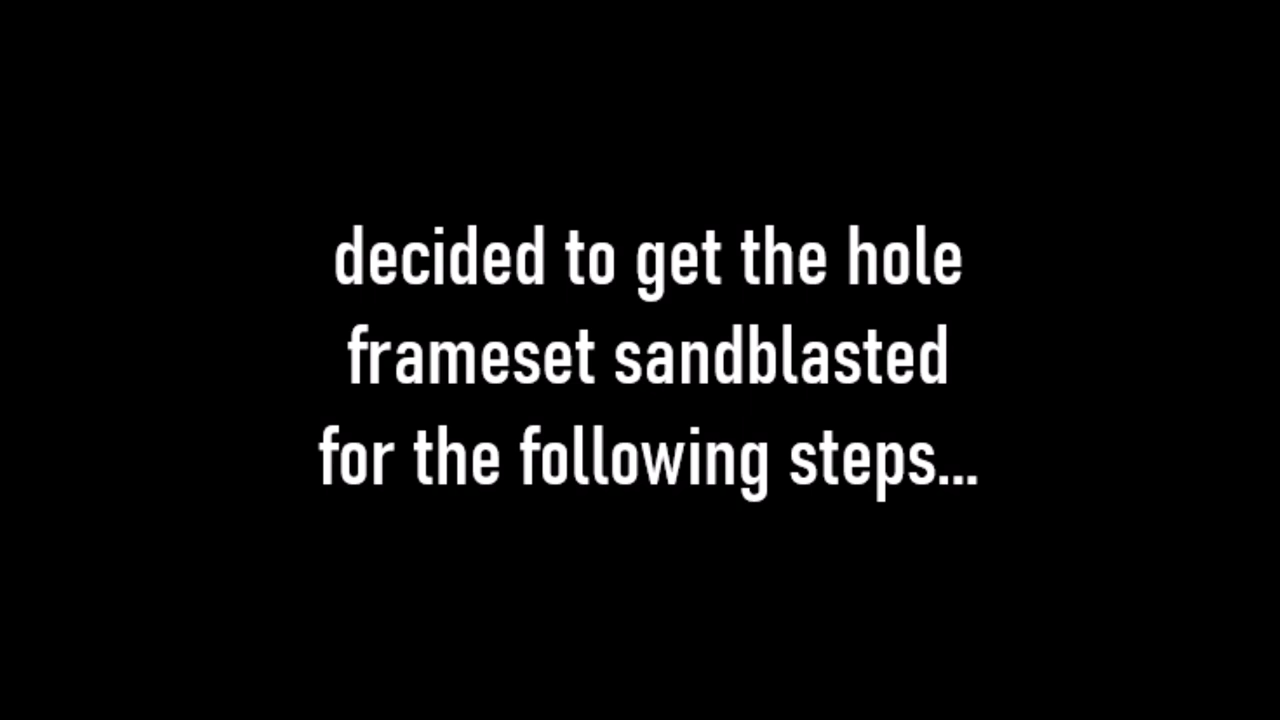 decided to get the hole
frameset sandblasted
for the following steps...